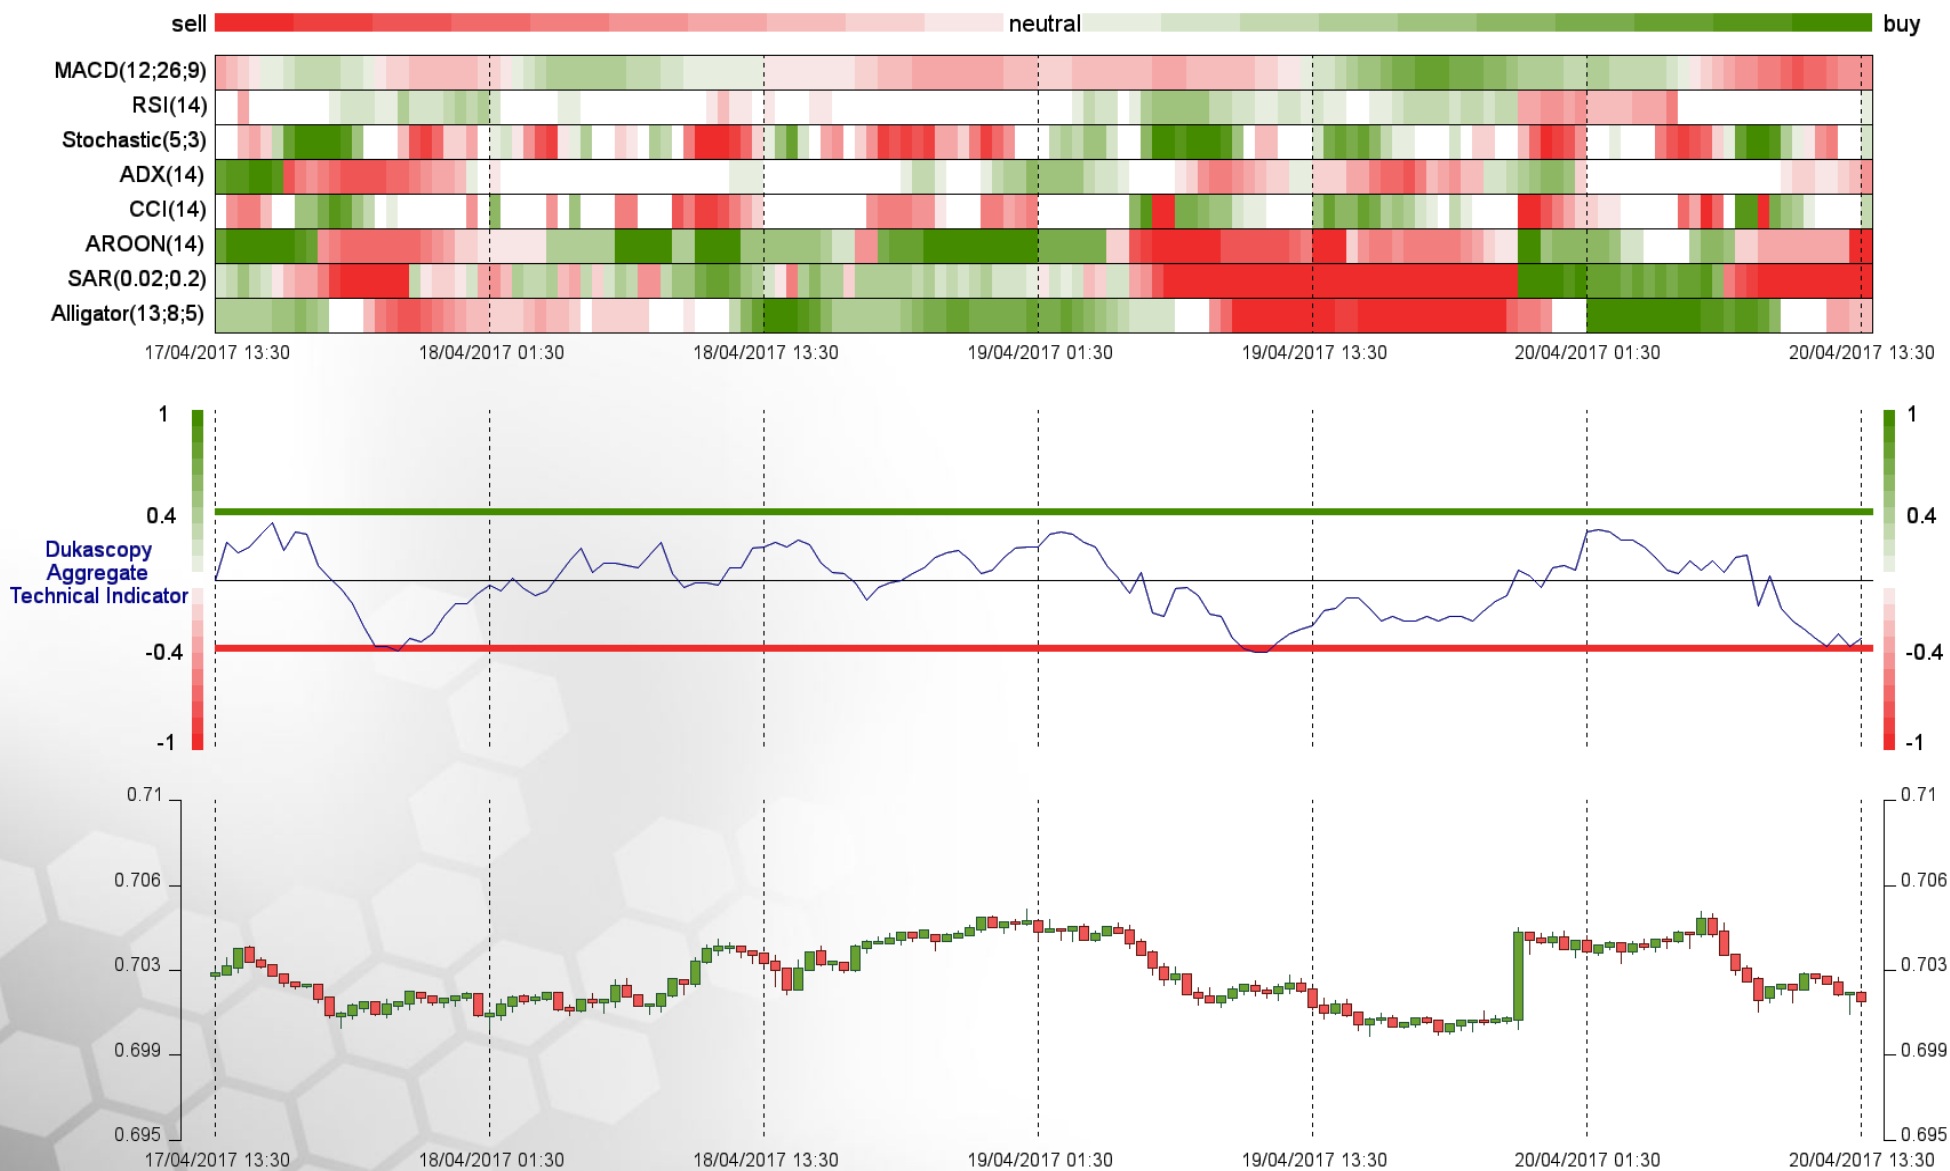 sell neutral buy
MACD(12;26;9)
RSI(14)
Stochastic(5;3)
ADX(14)
CCI(14)
AROON(14)
SAR(0.02;0.2)
Alligator(13;8;5)
17/04/2017 13:30 18/04/2017 01:30 18/04/2017 13:30 19/04/2017 01:30 19/04/2017 13:30 20/04/2017 01:30 20/04/2017 13:30
1 1
0.4 0.4
Dukascopy
Aggregate
Technical Indicator
-0.4 -0.4
-1 -1
0.71 0.71
0.706 0.706
0.703 0.703
0.699 0.699
0.695 0.695
17/04/2017 13:30 18/04/2017 01:30 18/04/2017 13:30 19/04/2017 01:30 19/04/2017 13:30 20/04/2017 01:30 20/04/2017 13:30